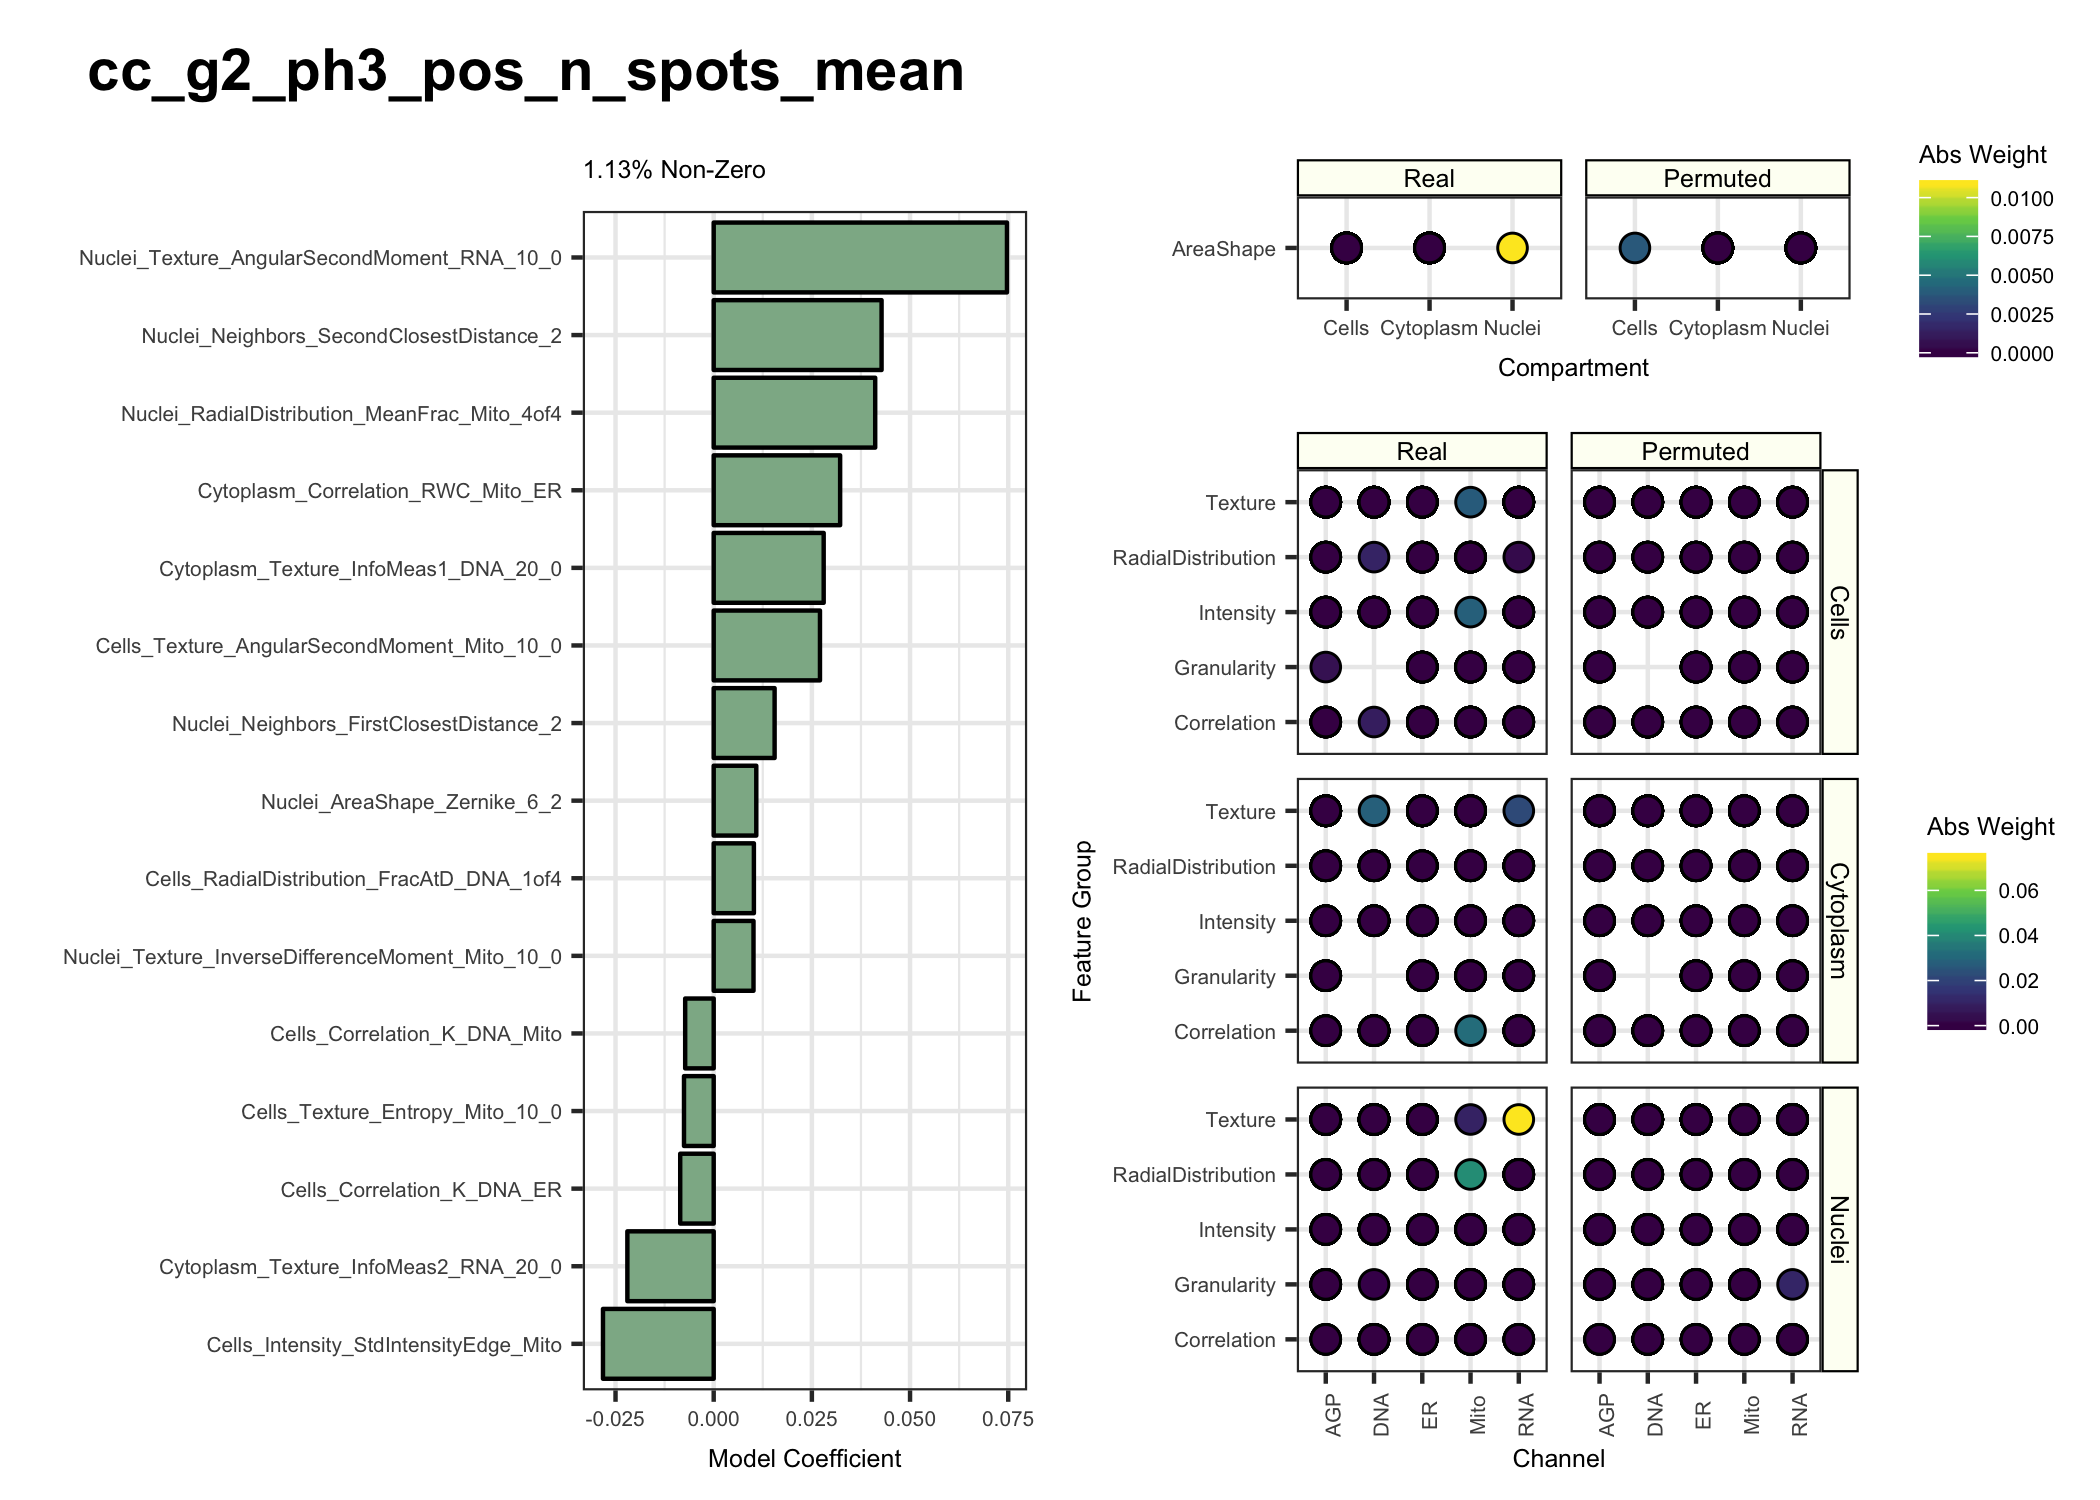 cc_g2_ph3_pos_n_spots_mean
1.13% Non-Zero
Nuclei_Texture_AngularSecondMoment_RNA_10_0
Nuclei_Neighbors_SecondClosestDistance_2
Nuclei_RadialDistribution_MeanFrac_Mito_4of4
Cytoplasm_Correlation_RWC_Mito_ER
Cytoplasm_Texture_InfoMeas1_DNA_20_0
Cells_Texture_AngularSecondMoment_Mito_10_0
Nuclei_Neighbors_FirstClosestDistance_2
Nuclei_AreaShape_Zernike_6_2
Cells_RadialDistribution_FracAtD_DNA_1of4
Nuclei_Texture_InverseDifferenceMoment_Mito_10_0
Cells_Correlation_K_DNA_Mito
Cells_Texture_Entropy_Mito_10_0
Cells_Correlation_K_DNA_ER
Cytoplasm_Texture_InfoMeas2_RNA_20_0
Cells_Intensity_StdIntensityEdge_Mito
-0.025 0.000 0.025 0.050 0.075
Model Coefficient
Real Permuted
AreaShape
Cells Cytoplasm Nuclei Cells Cytoplasm Nuclei
Compartment
Abs Weight
0.0100
0.0075
0.0050
0.0025
0.0000
Real Permuted
Feature Group
Texture
RadialDistribution
Intensity
Granularity
Correlation
Cells
Texture
RadialDistribution
Intensity
Granularity
Correlation
Cytoplasm
Texture
RadialDistribution
Intensity
Granularity
Correlation
Nuclei
AGP DNA ER Mito RNA AGP DNA ER Mito RNA
Channel
Abs Weight
0.06
0.04
0.02
0.00